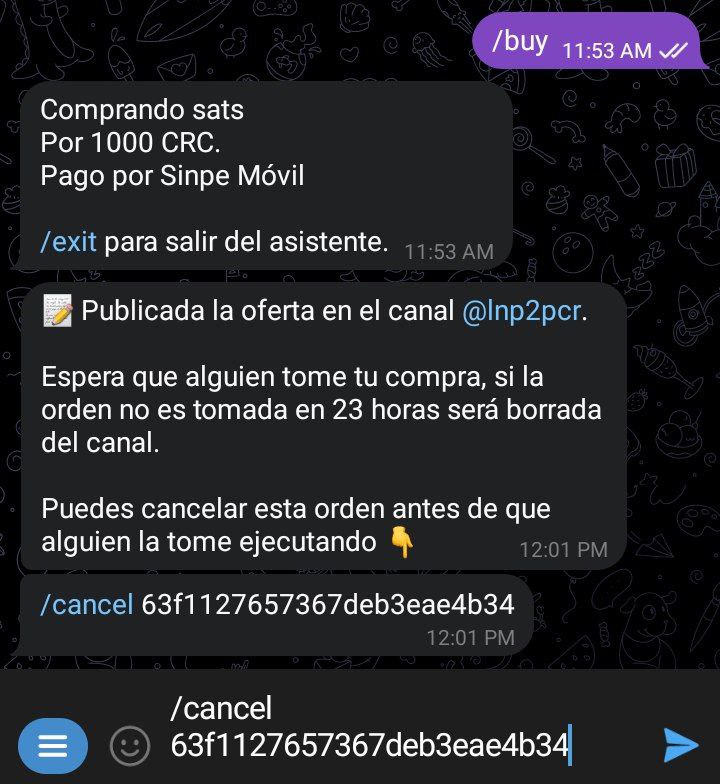 /buy 11:53 AM
Comprando sats
Por 1000 CRC.
Pago por Sinpe Móvil
/exit para salir del asistente. 11:53 AM
📝 Publicada la oferta en el canal @lnp2pcr.
Espera que alguien tome tu compra, si la
orden no es tomada en 23 horas será borrada
del canal.
Puedes cancelar esta orden antes de que
alguien la tome ejecutando 👇 12:01 PM
/cancel 63f1127657367deb3eae4b34
12:01 PM
/cancel
63f1127657367deb3eae4b34